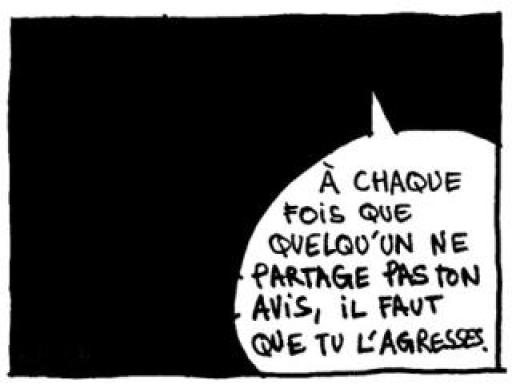 À CHAQUE
FOIS QUE
QUELQU'UN NE
PARTAGE PAS TON
AVIS, IL FAUT
QUE TU L'AGRESSES.